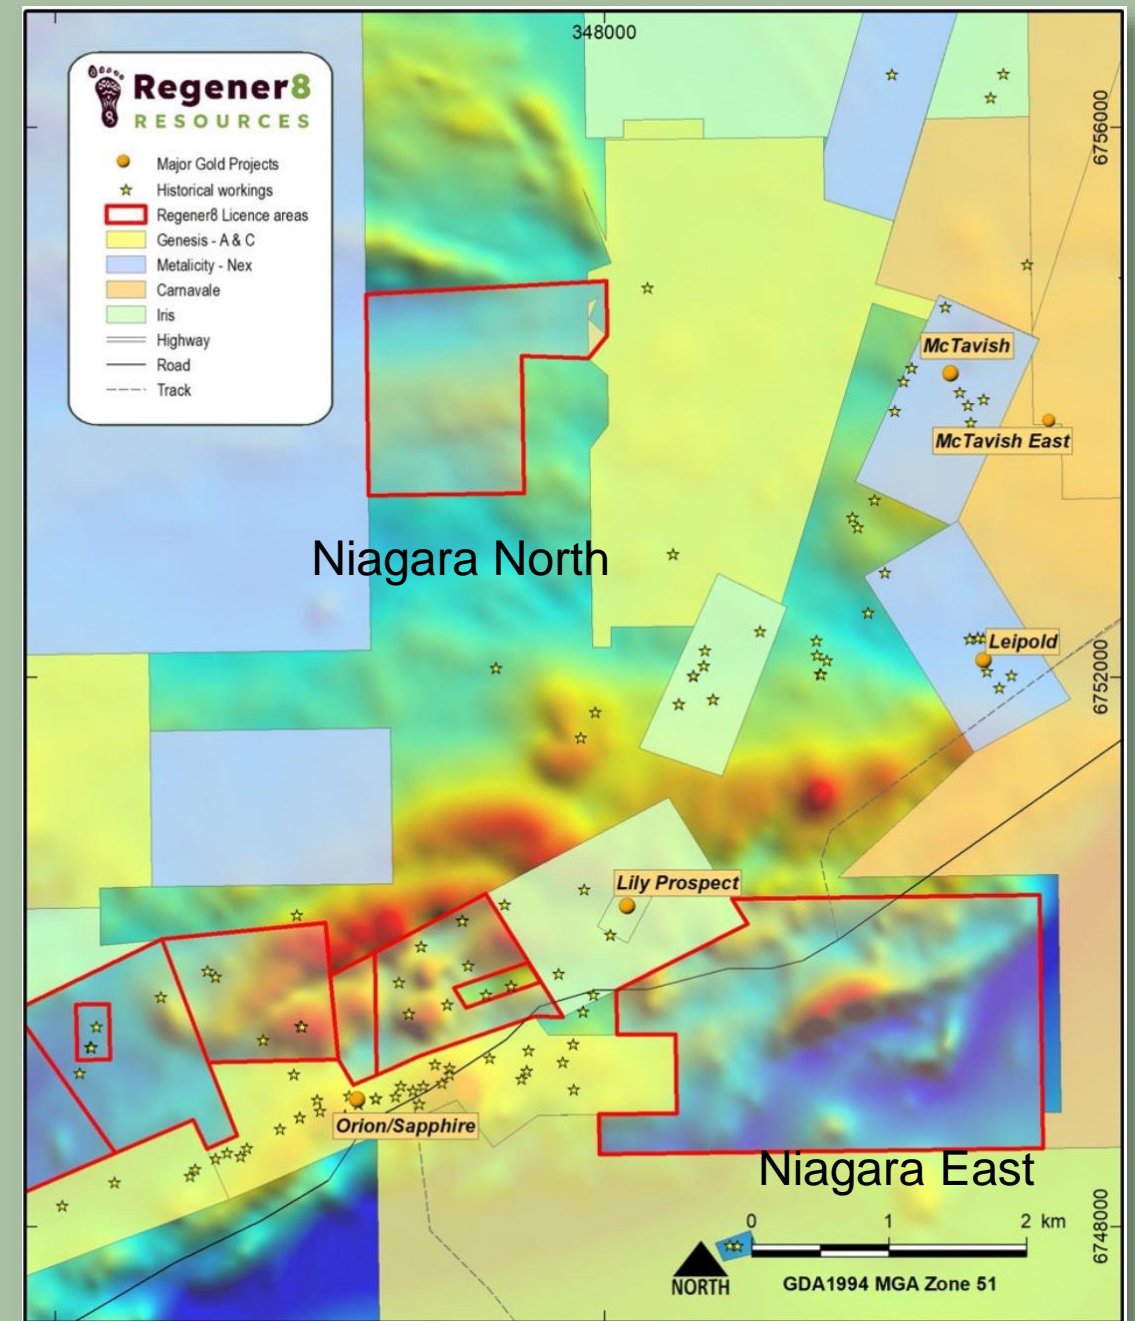 348000
Regener8
RESOURCES
8
Major Gold Projects
Historical workings
Regener8 Licence areas
Genesis - A & C
Metalicity - Nex
Carnavale
Iris
Highway
Road
Track
6756000
McTavish
McTavish East
Niagara North
Leipold
6752000
Lily Prospect
Orion/Sapphire
Niagara East
0 1 2 km
NORTH
GDA1994 MGA Zone 51
6748000